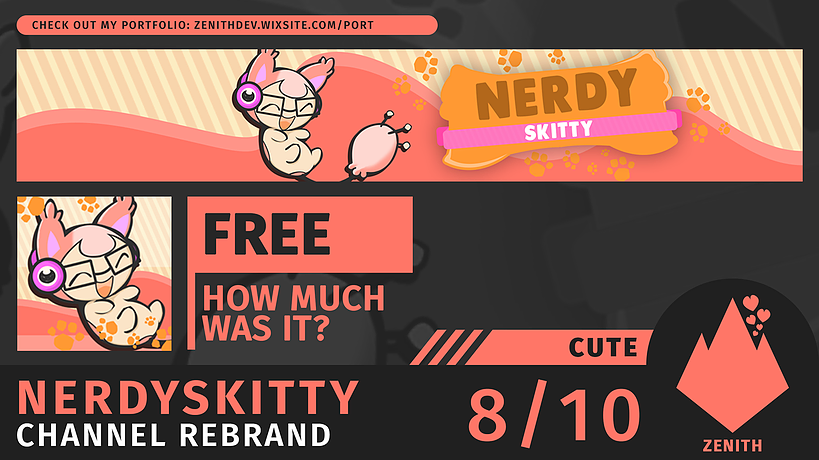 CHECK OUT MY PORTFOLIO: ZENITHDEV.WIXSITE.COM/PORT
NERDY
SKITTY
FREE
HOW MUCH
WAS IT?
CUTE
NERDYSKITTY
CHANNEL REBRAND
8/10
ZENITH